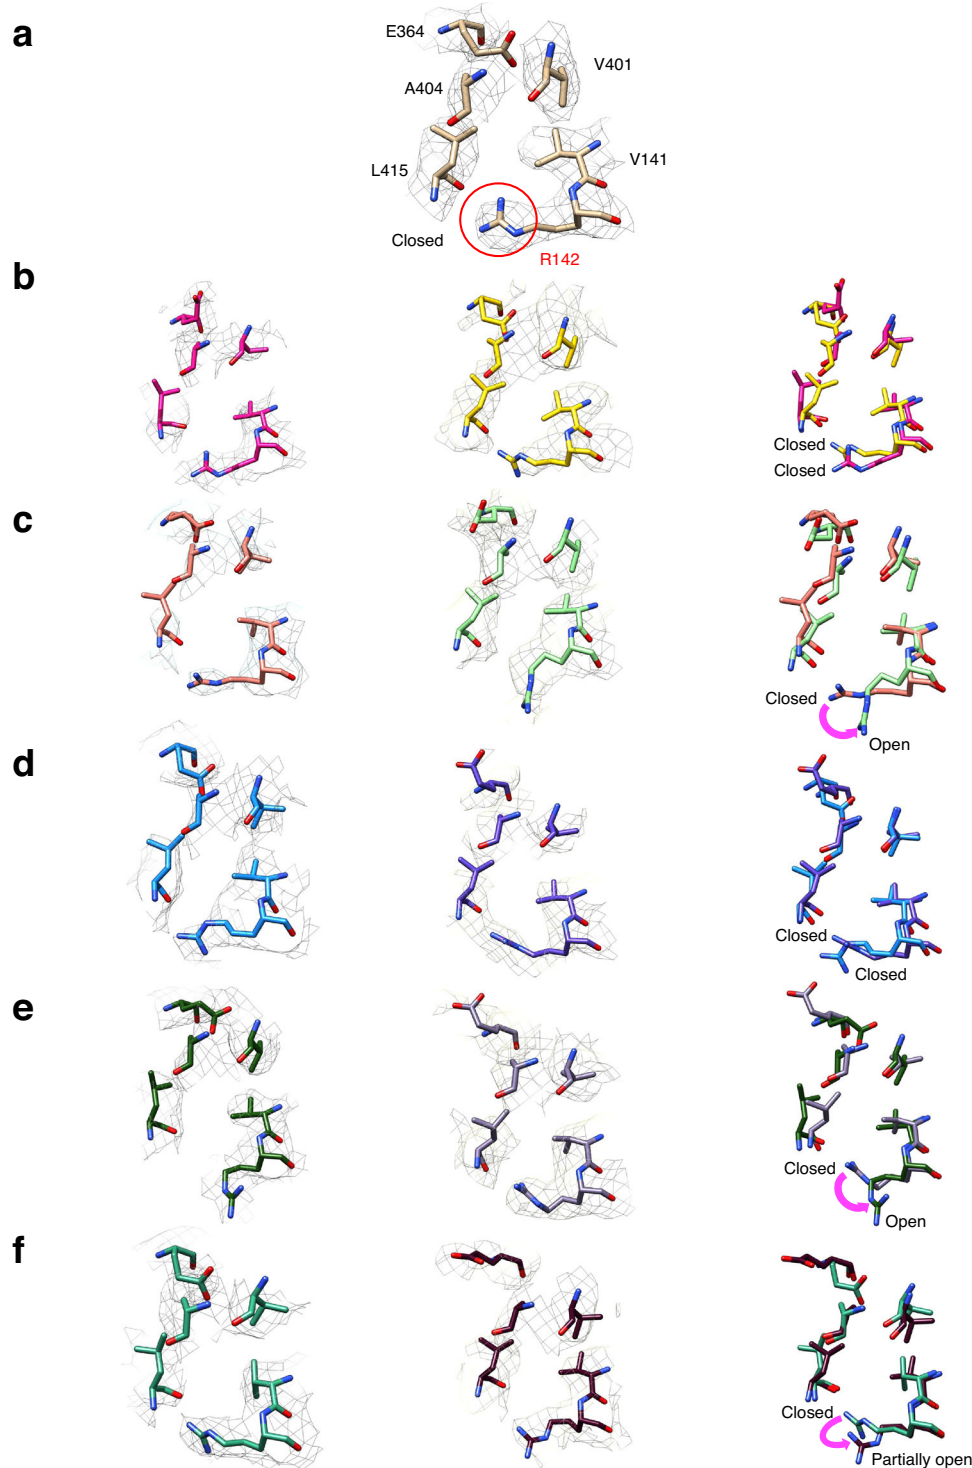 a
E364
V401
A404
L415
V141
Closed
R142
b
Closed
Closed
c
Closed
Open
d
Closed
Closed
e
Closed
Open
f
Closed
Partially open